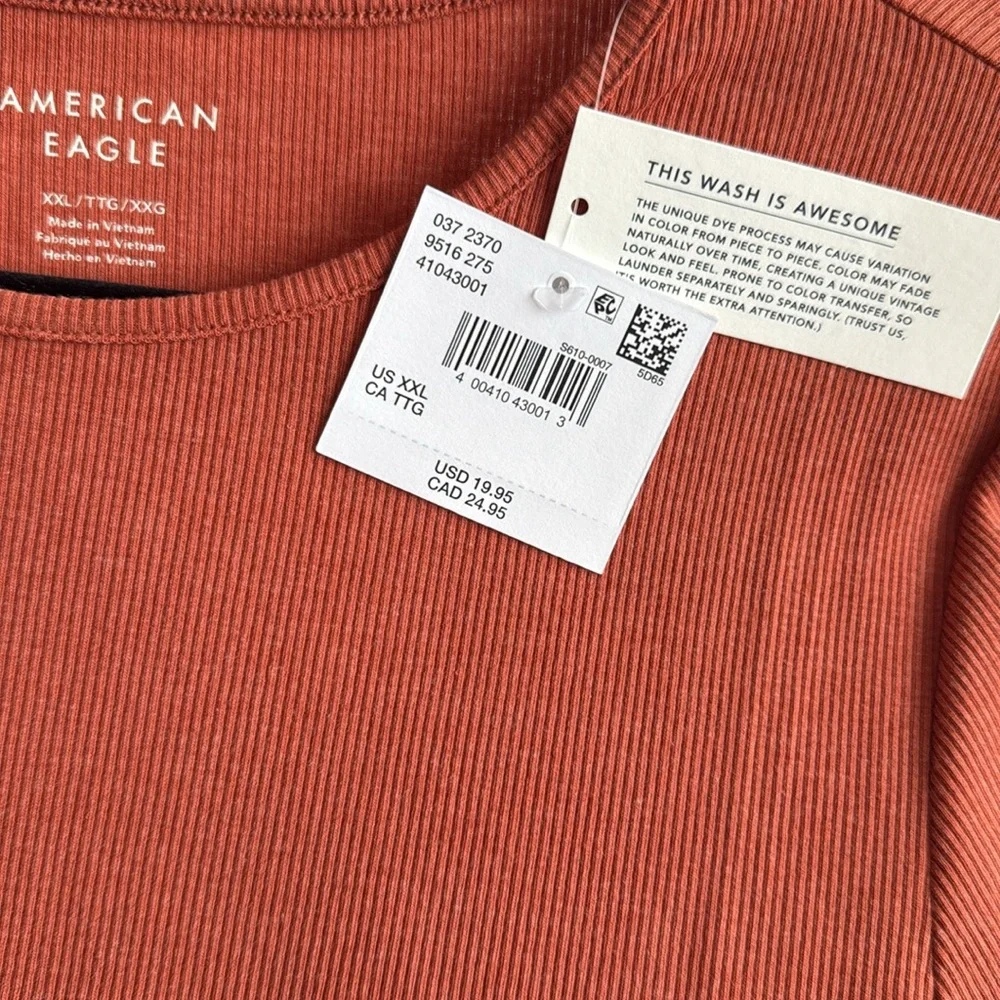 AMERICAN
EAGLE
XXL/TTG/XXG
Made in Vietnam
Fabriqué au Vietnam
Hecho en Vietnam
037 2370
9516 275
41043001
EPC
TM
S610-0007
5D65
4 00410 43001 3
US XXL
CA TTG
USD 19.95
CAD 24.95
THIS WASH IS AWESOME
THE UNIQUE DYE PROCESS MAY CAUSE VARIATION
IN COLOR FROM PIECE TO PIECE. COLOR MAY FADE
NATURALLY OVER TIME, CREATING A UNIQUE VINTAGE
LOOK AND FEEL. PRONE TO COLOR TRANSFER, SO
LAUNDER SEPARATELY AND SPARINGLY. (TRUST US,
IT'S WORTH THE EXTRA ATTENTION.)